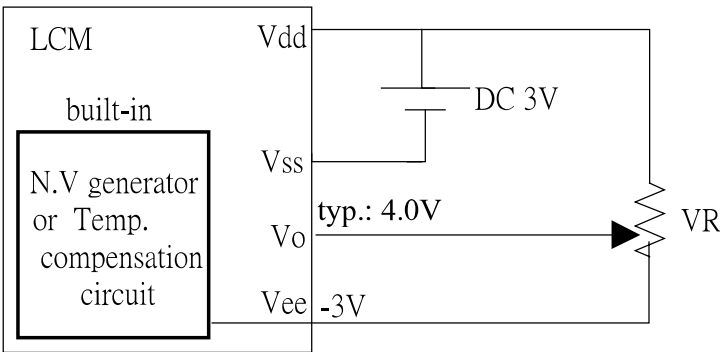 LCM
Vdd
DC 3V
built-in
Vss
N.V generator
or Temp.
compensation
circuit
typ.: 4.0V
Vo
VR
Vee
-3V